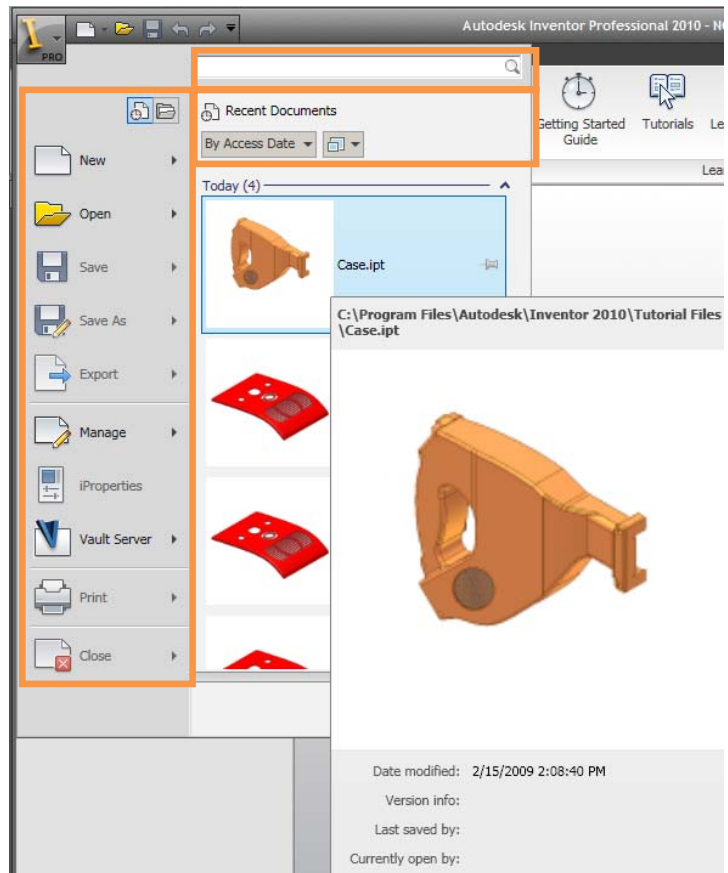 Autodesk Inventor Professional 2010 - N
PRO
Recent Documents
By Access Date
Getting Started
Guide
Tutorials
Today (4)
New
Open
Save
Save As
Export
Manage
iProperties
Vault Server
Print
Close
Case.ipt
C:\Program Files\Autodesk\Inventor 2010\Tutorial Files
\Case.ipt
Date modified: 2/15/2009 2:08:40 PM
Version info:
Last saved by:
Currently open by: